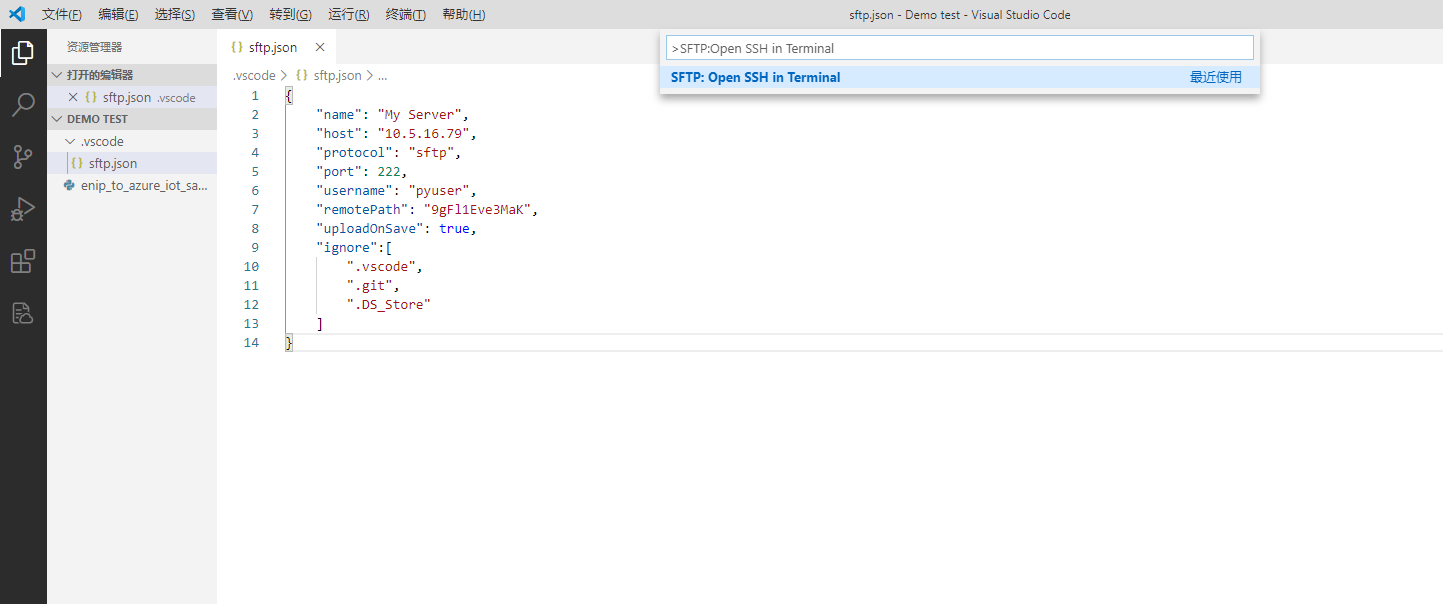 文件(F) 编辑(E) 选择(S) 查看(V) 转到(G) 运行(R) 终端(T) 帮助(H) sftp.json - Demo test - Visual Studio Code
资源管理器
打开的编辑器
sftp.json .vscode
DEMO TEST
.vscode
sftp.json
enip_to_azure_iot_sa...
sftp.json
>SFTP:Open SSH in Terminal
SFTP: Open SSH in Terminal 最近使用
.vscode > {} sftp.json > ...
1 {
2 "name": "My Server",
3 "host": "10.5.16.79",
4 "protocol": "sftp",
5 "port": 222,
6 "username": "pyuser",
7 "remotePath": "9gFl1Eve3MaK",
8 "uploadOnSave": true,
9 "ignore":[
10 ".vscode",
11 ".git",
12 ".DS_Store"
13 ]
14 }